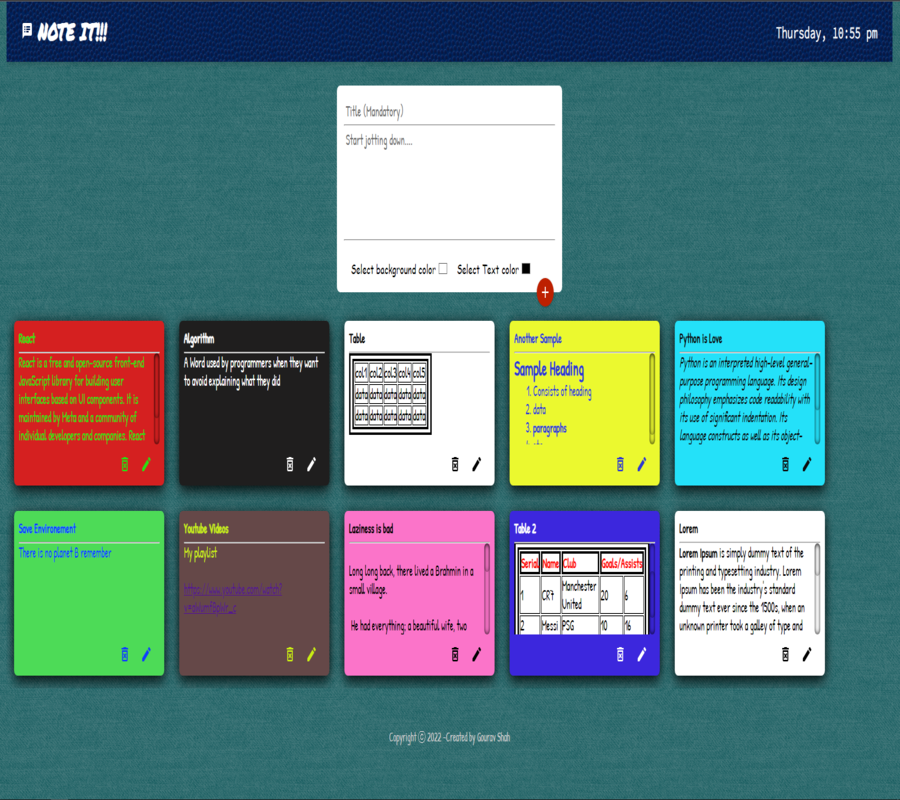 NOTE IT!!!
Thursday, 10:55 pm
Title (Mandatory)
Start jotting down....
Select background color
Select Text color
+
React
React is a free and open-source front-end
JavaScript library for building user
interfaces based on UI components. It is
maintained by Meta and a community of
individual developers and companies. React
Algorithm
A Word used by programmers when they want
to avoid explaining what they did
Table
col1 col2 col3 col4 col5
data data data data data
data data data data data
Another Sample
Sample Heading
1. Consists of heading
2. data
3. paragraphs
Python is Love
Python is an interpreted high-level general-
purpose programming language. Its design
philosophy emphasizes code readability with
its use of significant indentation. Its
language constructs as well as its object-
Save Environement
There is no planet B remember
Youtube Videos
My playlist
https://www.youtube.com/watch?
Laziness is bad
Long long back, there lived a Brahmin in a
small village.
He had everything; a beautiful wife, two
Table 2
Serial Name Club Goals/Assists
1 CR7 Manchester United 20 6
2 Messi PSG 10 16
Lorem
Lorem Ipsum is simply dummy text of the
printing and typesetting industry. Lorem
Ipsum has been the industry's standard
dummy text ever since the 1500s, when an
unknown printer took a galley of type and
Copyright ⓒ 2022 -Created by Gourav Shah